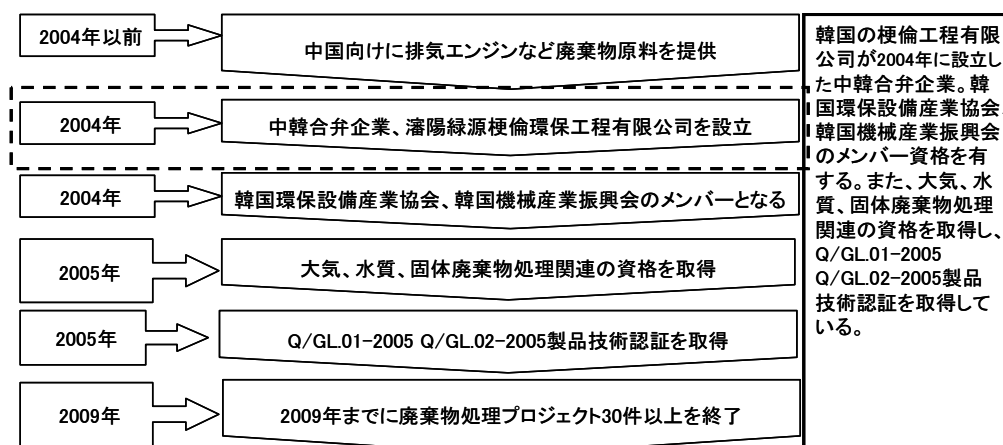 2004年以前
中国向けに排気エンジンなど廃棄物原料を提供
2004年
中韓合弁企業、瀋陽緑源梗倫環保工程有限公司を設立
2004年
韓国環保設備産業協会、韓国機械産業振興会のメンバーとなる
2005年
大気、水質、固体廃棄物処理関連の資格を取得
2005年
Q/GL.01-2005 Q/GL.02-2005製品技術認証を取得
2009年
2009年までに廃棄物処理プロジェクト30件以上を終了
韓国の梗倫工程有限
公司が2004年に設立し
た中韓合弁企業。韓
国環保設備産業協会、
韓国機械産業振興会
のメンバー資格を有
する。また、大気、水
質、固体廃棄物処理
関連の資格を取得し、
Q/GL.01-2005
Q/GL.02-2005製品
技術認証を取得して
いる。